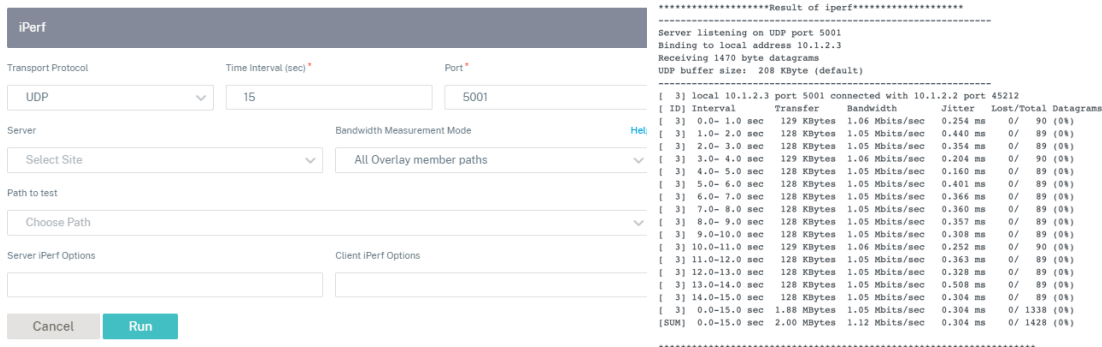 iPerf
Transport Protocol
Time Interval (sec) *
Port *
UDP
15
5001
Server
Bandwidth Measurement Mode
Help
Select Site
All Overlay member paths
Path to test
Choose Path
Server iPerf Options
Client iPerf Options
Cancel
Run
********************Result of iperf********************
------------------------------------------------------------
Server listening on UDP port 5001
Binding to local address 10.1.2.3
Receiving 1470 byte datagrams
UDP buffer size:  208 KByte (default)
------------------------------------------------------------
[  3] local 10.1.2.3 port 5001 connected with 10.1.2.2 port 45212
[ ID] Interval       Transfer     Bandwidth        Jitter   Lost/Total Datagrams
[  3]  0.0- 1.0 sec   129 KBytes  1.06 Mbits/sec   0.254 ms    0/   90 (0%)
[  3]  1.0- 2.0 sec   128 KBytes  1.05 Mbits/sec   0.440 ms    0/   89 (0%)
[  3]  2.0- 3.0 sec   128 KBytes  1.05 Mbits/sec   0.354 ms    0/   89 (0%)
[  3]  3.0- 4.0 sec   129 KBytes  1.06 Mbits/sec   0.204 ms    0/   90 (0%)
[  3]  4.0- 5.0 sec   128 KBytes  1.05 Mbits/sec   0.160 ms    0/   89 (0%)
[  3]  5.0- 6.0 sec   128 KBytes  1.05 Mbits/sec   0.401 ms    0/   89 (0%)
[  3]  6.0- 7.0 sec   128 KBytes  1.05 Mbits/sec   0.366 ms    0/   89 (0%)
[  3]  7.0- 8.0 sec   128 KBytes  1.05 Mbits/sec   0.360 ms    0/   89 (0%)
[  3]  8.0- 9.0 sec   128 KBytes  1.05 Mbits/sec   0.357 ms    0/   89 (0%)
[  3]  9.0-10.0 sec   128 KBytes  1.05 Mbits/sec   0.308 ms    0/   89 (0%)
[  3] 10.0-11.0 sec   129 KBytes  1.06 Mbits/sec   0.252 ms    0/   90 (0%)
[  3] 11.0-12.0 sec   128 KBytes  1.05 Mbits/sec   0.363 ms    0/   89 (0%)
[  3] 12.0-13.0 sec   128 KBytes  1.05 Mbits/sec   0.328 ms    0/   89 (0%)
[  3] 13.0-14.0 sec   128 KBytes  1.05 Mbits/sec   0.508 ms    0/   89 (0%)
[  3] 14.0-15.0 sec   128 KBytes  1.05 Mbits/sec   0.304 ms    0/   89 (0%)
[  3]  0.0-15.0 sec  1.88 MBytes  1.05 Mbits/sec   0.304 ms    0/ 1338 (0%)
[SUM]  0.0-15.0 sec  2.00 MBytes  1.12 Mbits/sec   0.304 ms    0/ 1428 (0%)
********************************************************************